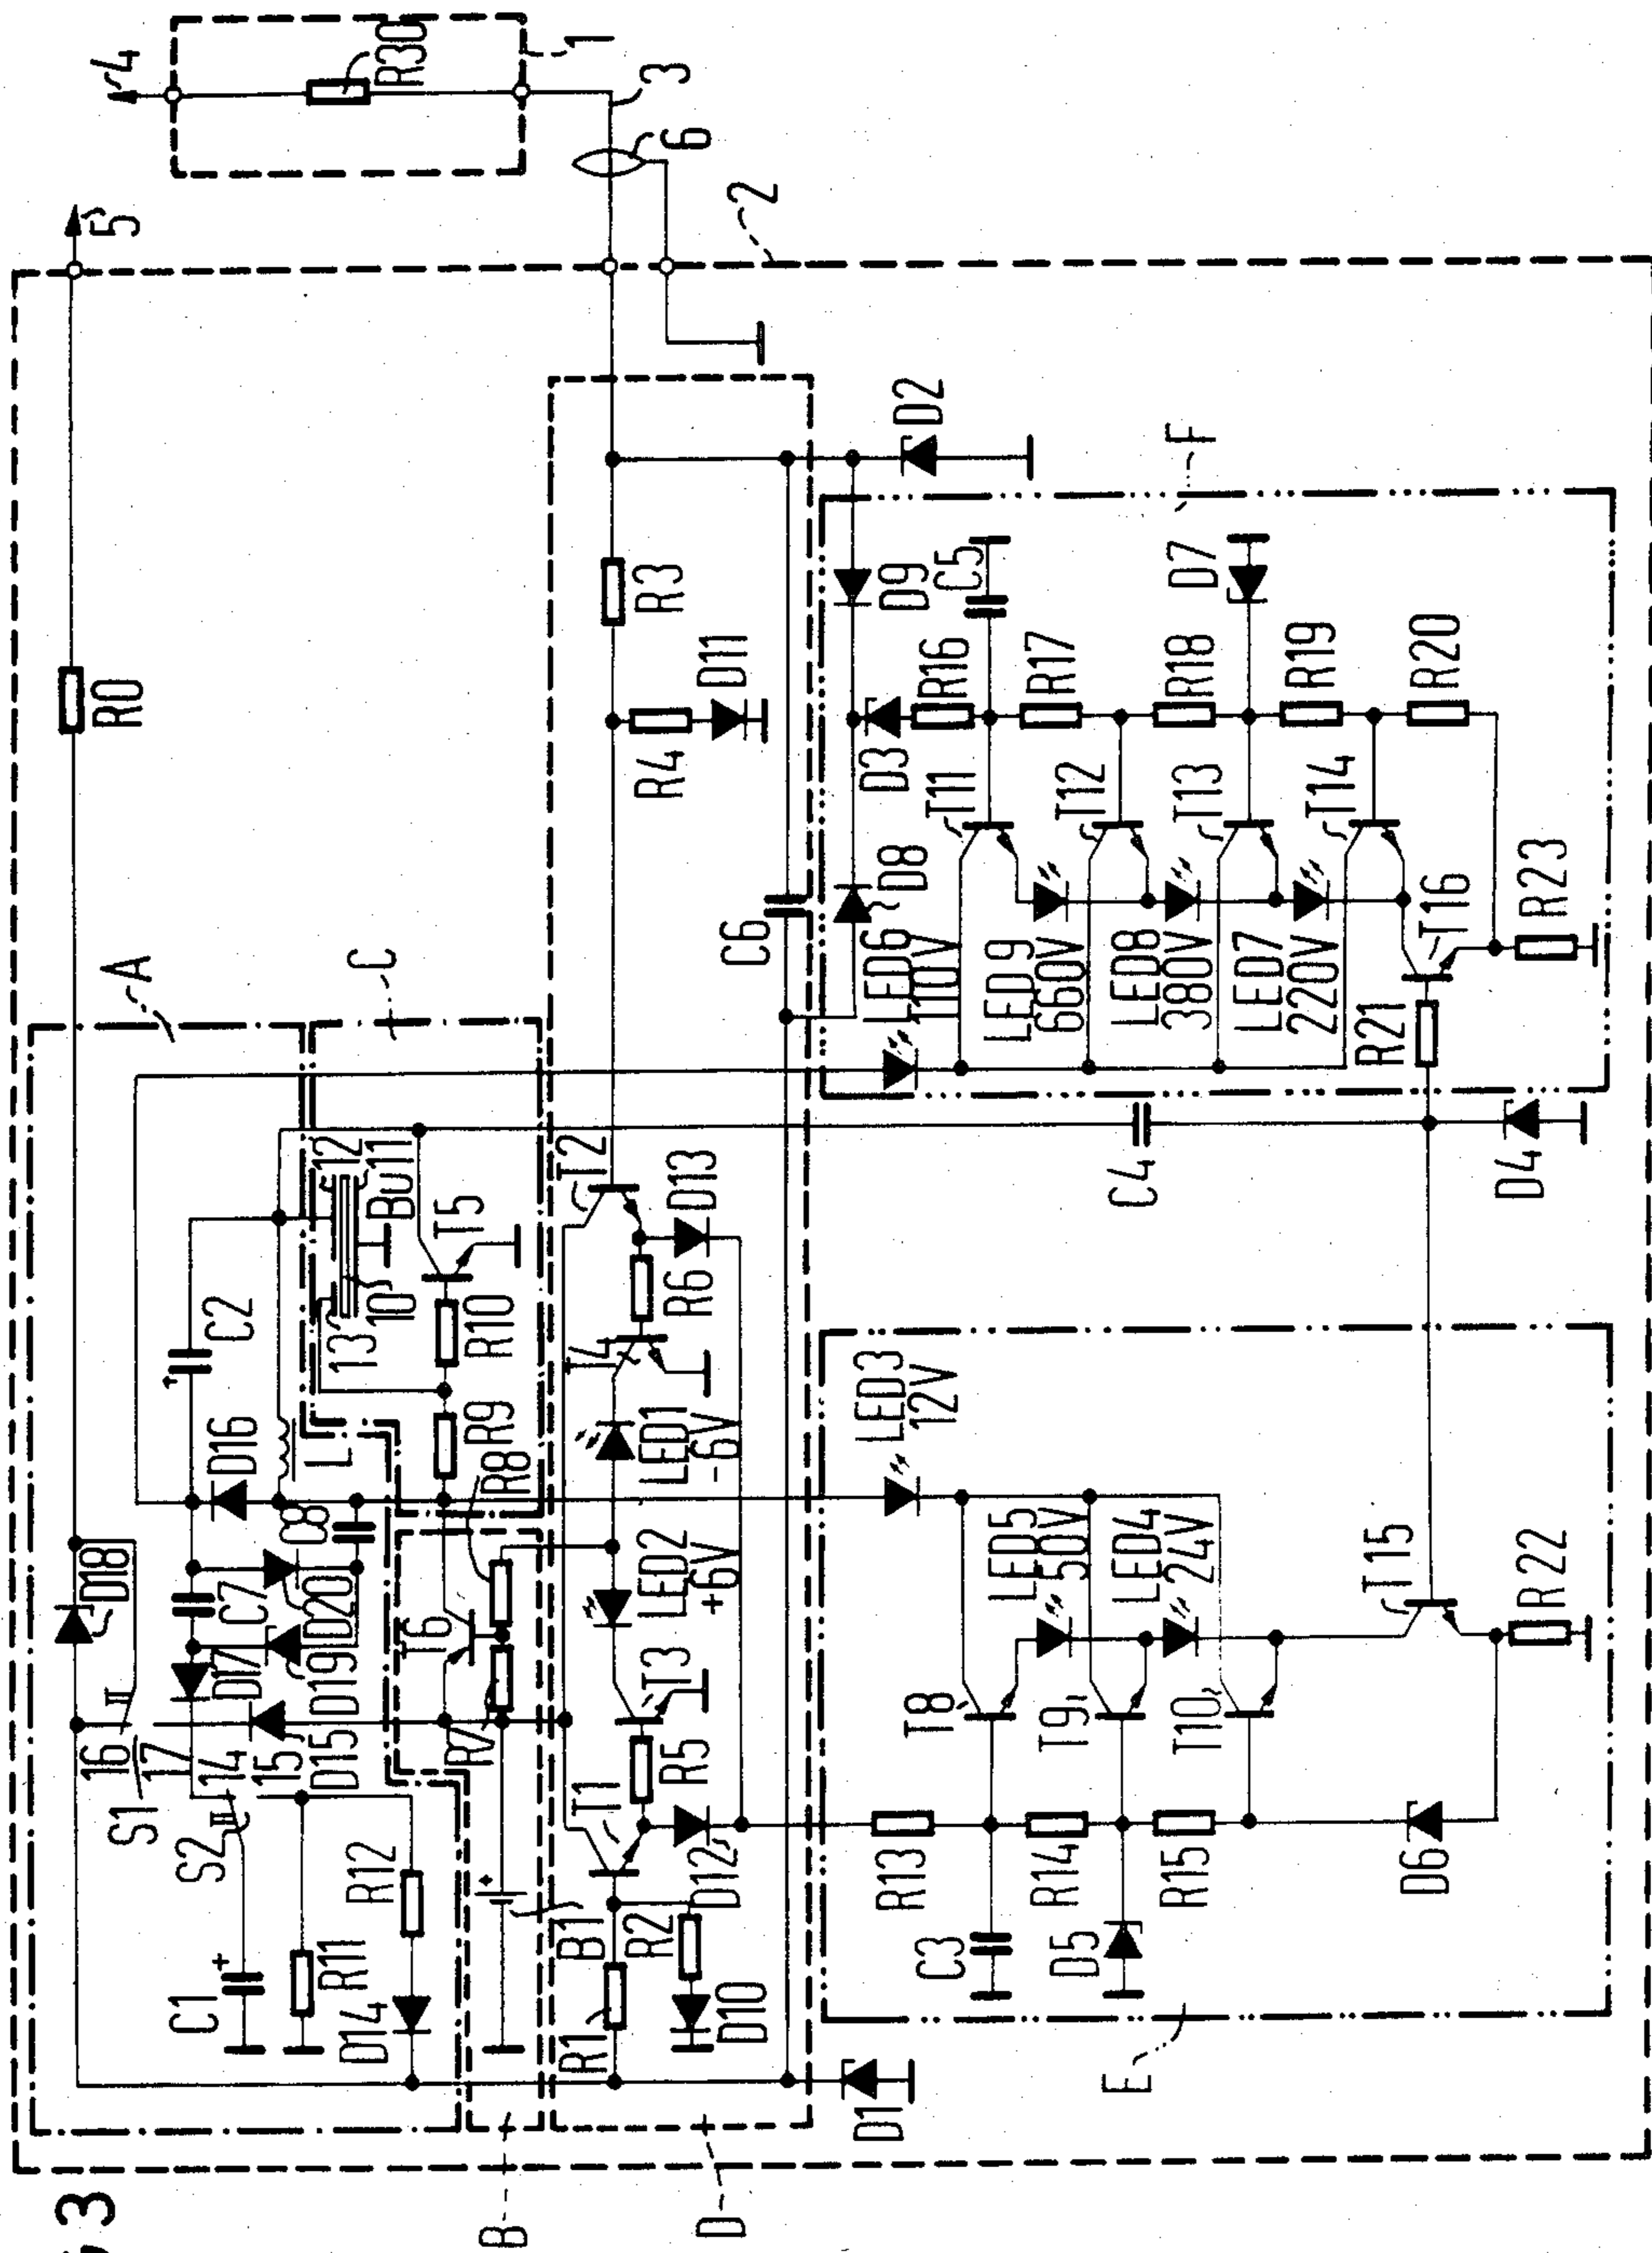 4
R30
1
3
6
5
2
R0
A
C
D18
C7
D20
D16
C8
C2
L
12
11
Bu
10
13
T5
R10
R9
R8
T6
R7
D17
D19
D15
16
17
14
15
S1
S2
C1
R11
R12
D14
B1
B
R3
R4
D11
T2
D13
R6
T4
LED1
-6V
LED2
+6V
T3
R5
T1
D12
R2
R1
D10
D
C6
D1
D2
F
D9
D8
D3
C5
R16
R17
R18
D7
R19
R20
T11
T12
T13
T14
T16
LED6
110V
LED9
660V
LED8
380V
LED7
220V
R21
R23
C4
D4
LED3
12V
LED5
50V
LED4
24V
T8
T9
T10
T15
R22
R13
R14
R15
D6
C3
D5
E
3